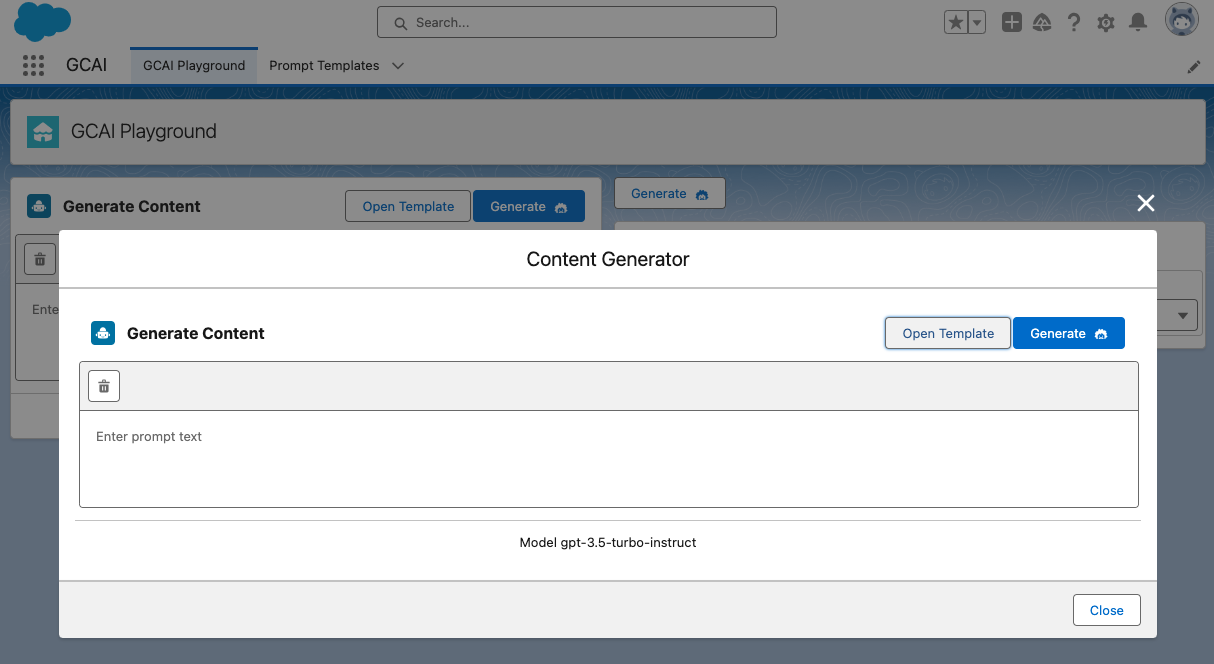 Search...
GCAI
GCAI Playground
Prompt Templates
GCAI Playground
Generate Content
Open Template
Generate
Generate
Ente
Content Generator
Generate Content
Open Template
Generate
Enter prompt text
Model gpt-3.5-turbo-instruct
Close